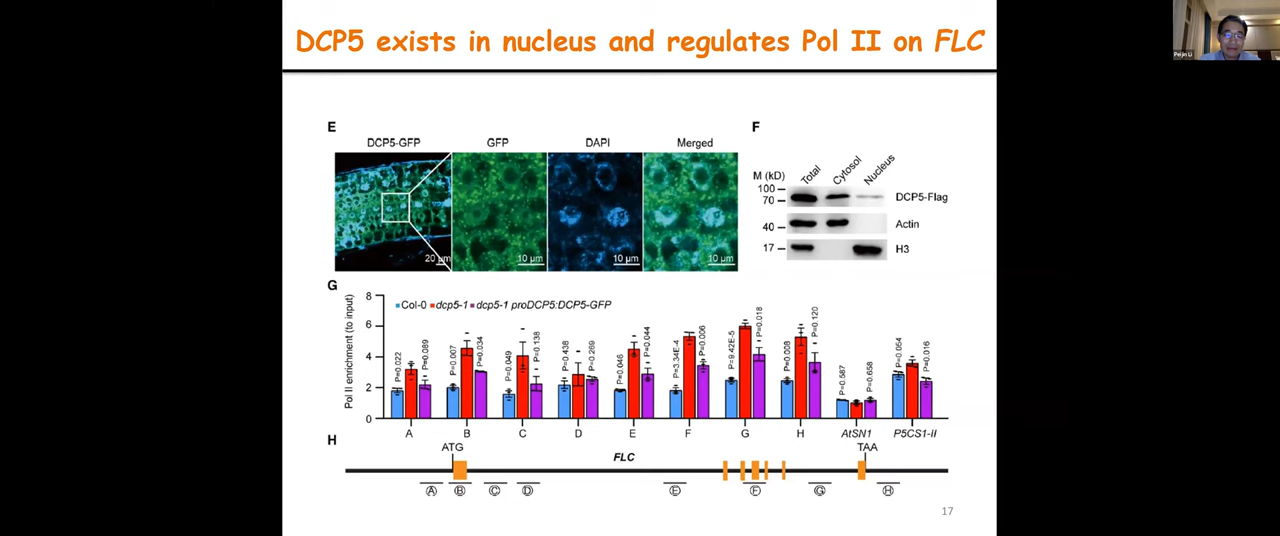 DCP5 exists in nucleus and regulates Pol II on FLC
Peijin Li
E
DCP5-GFP
GFP
DAPI
Merged
20 μm
10 μm
10 μm
10 μm
F
M (kD)
Total
Cytosol
Nucleus
100
70
DCP5-Flag
40
Actin
17
H3
G
Pol II enrichment (to input)
8
6
4
2
0
Col-0 dcp5-1 dcp5-1 proDCP5:DCP5-GFP
P=0.022
P=0.089
P=0.007
P=0.034
P=0.049
P=0.138
P=0.438
P=0.269
P=0.046
P=0.044
P=3.34E-4
P=0.006
P=9.42E-5
P=0.018
P=0.008
P=0.120
P=0.587
P=0.658
P=0.054
P=0.016
A B C D E F G H AtSN1 P5CS1-II
H
ATG
FLC
TAA
A B C D E F G H
17